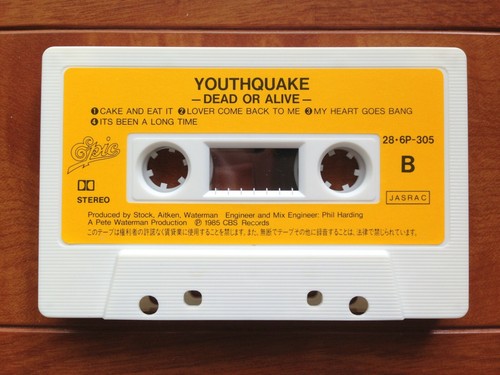 YOUTHQUAKE
— DEAD OR ALIVE —
❶CAKE AND EAT IT ❷LOVER COME BACK TO ME ❸MY HEART GOES BANG
❹ITS BEEN A LONG TIME
Epic
28・6P-305
B
STEREO
JASRAC
Produced by Stock, Aitken, Waterman Engineer and Mix Engineer: Phil Harding
A Pete Waterman Production ℗ 1985 CBS Records
このテープは権利者の許諾なく賃貸業に使用することを禁じます。また、無断でテープその他に録音することは、法律で禁じられています。